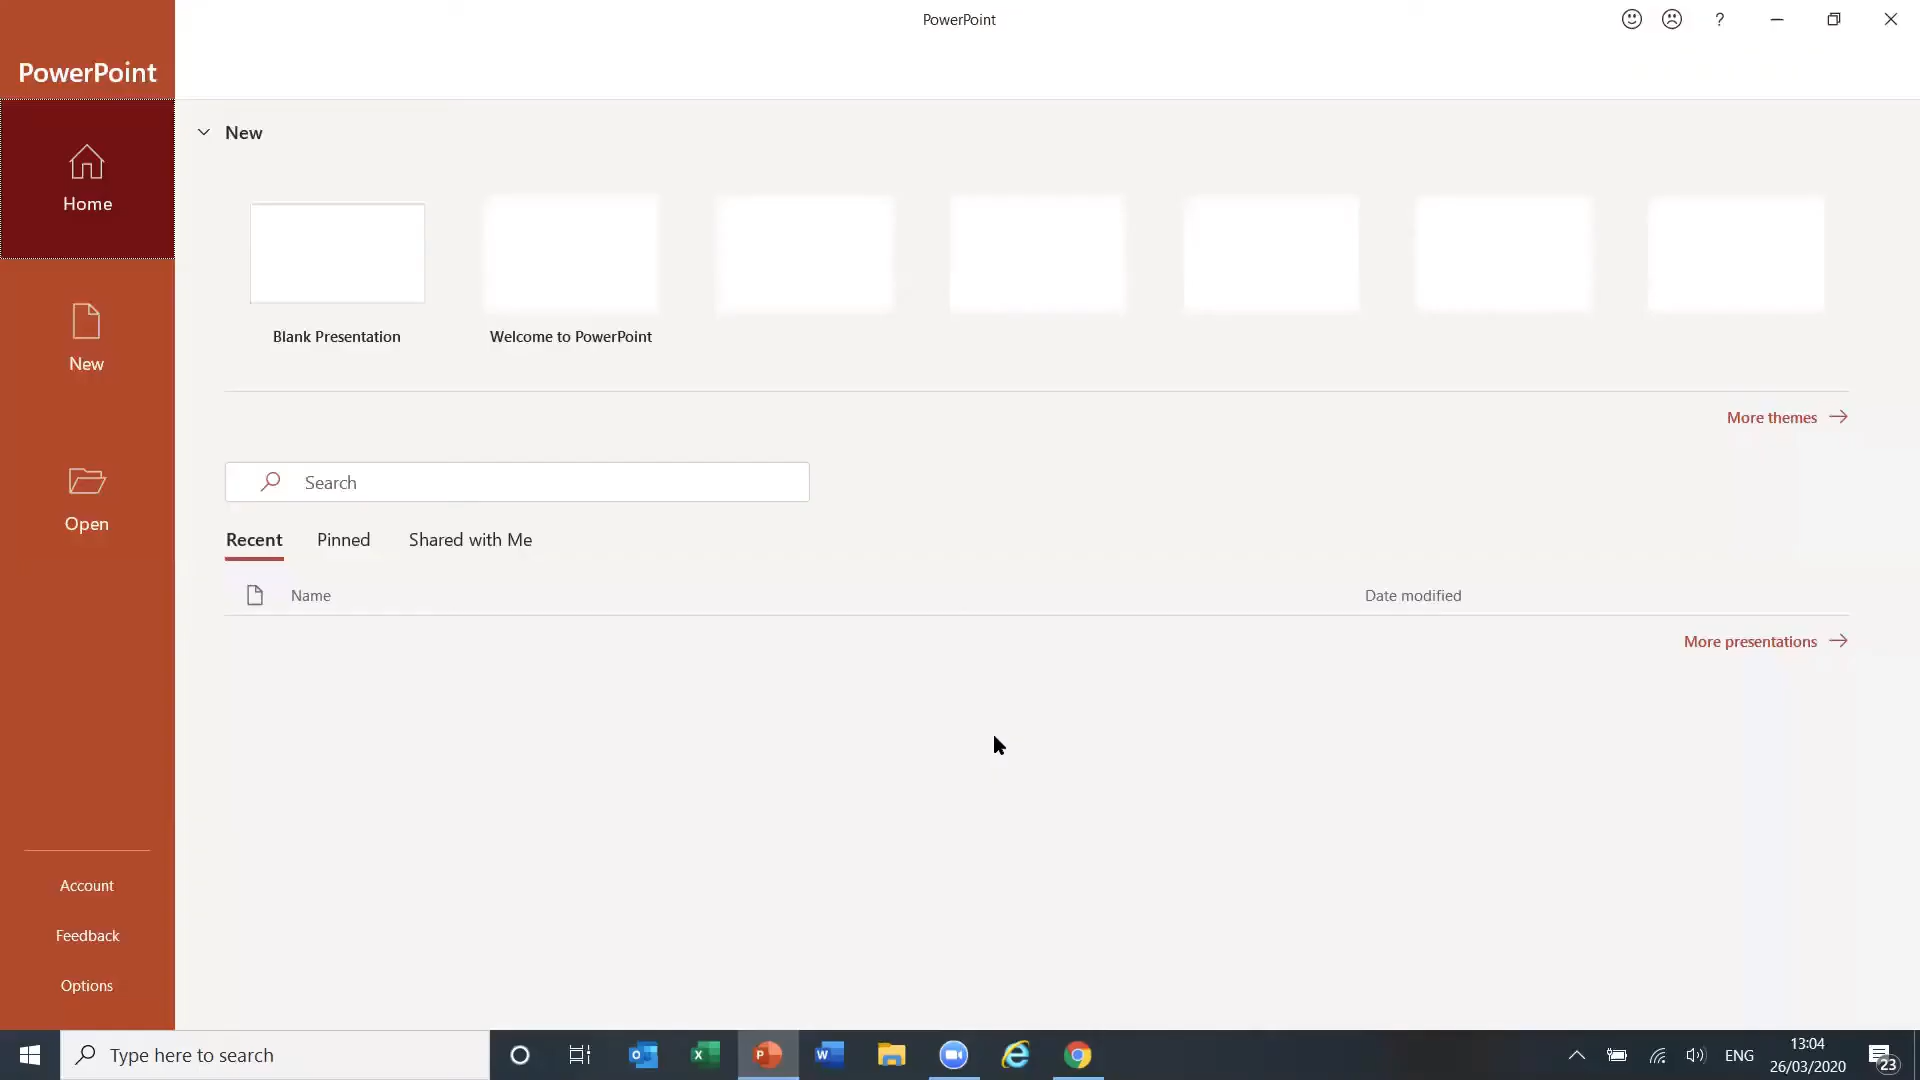 PowerPoint
PowerPoint
?
Home
New
Open
Account
Feedback
Options
New
Blank Presentation
Welcome to PowerPoint
More themes
Search
Recent
Pinned
Shared with Me
Name
Date modified
More presentations
Type here to search
ENG
13:04
26/03/2020
23